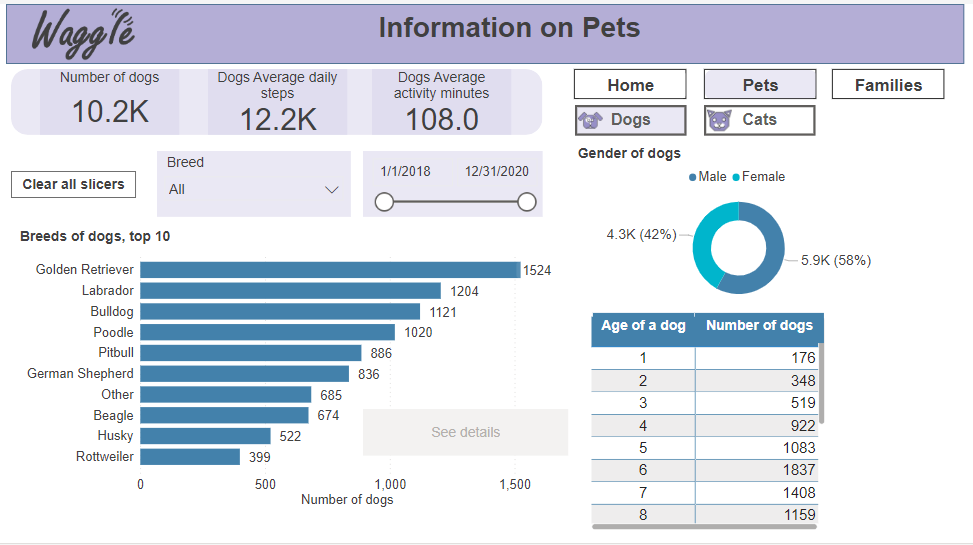 Waggle
Information on Pets
Number of dogs
10.2K
Dogs Average daily
steps
12.2K
Dogs Average
activity minutes
108.0
Home
Pets
Families
Dogs
Cats
Clear all slicers
Breed
All
1/1/2018 12/31/2020
Gender of dogs
Male Female
4.3K (42%)
5.9K (58%)
Breeds of dogs, top 10
Golden Retriever 1524
Labrador 1204
Bulldog 1121
Poodle 1020
Pitbull 886
German Shepherd 836
Other 685
Beagle 674
Husky 522
Rottweiler 399
0 500 1,000 1,500
Number of dogs
See details
Age of a dog Number of dogs
1 176
2 348
3 519
4 922
5 1083
6 1837
7 1408
8 1159